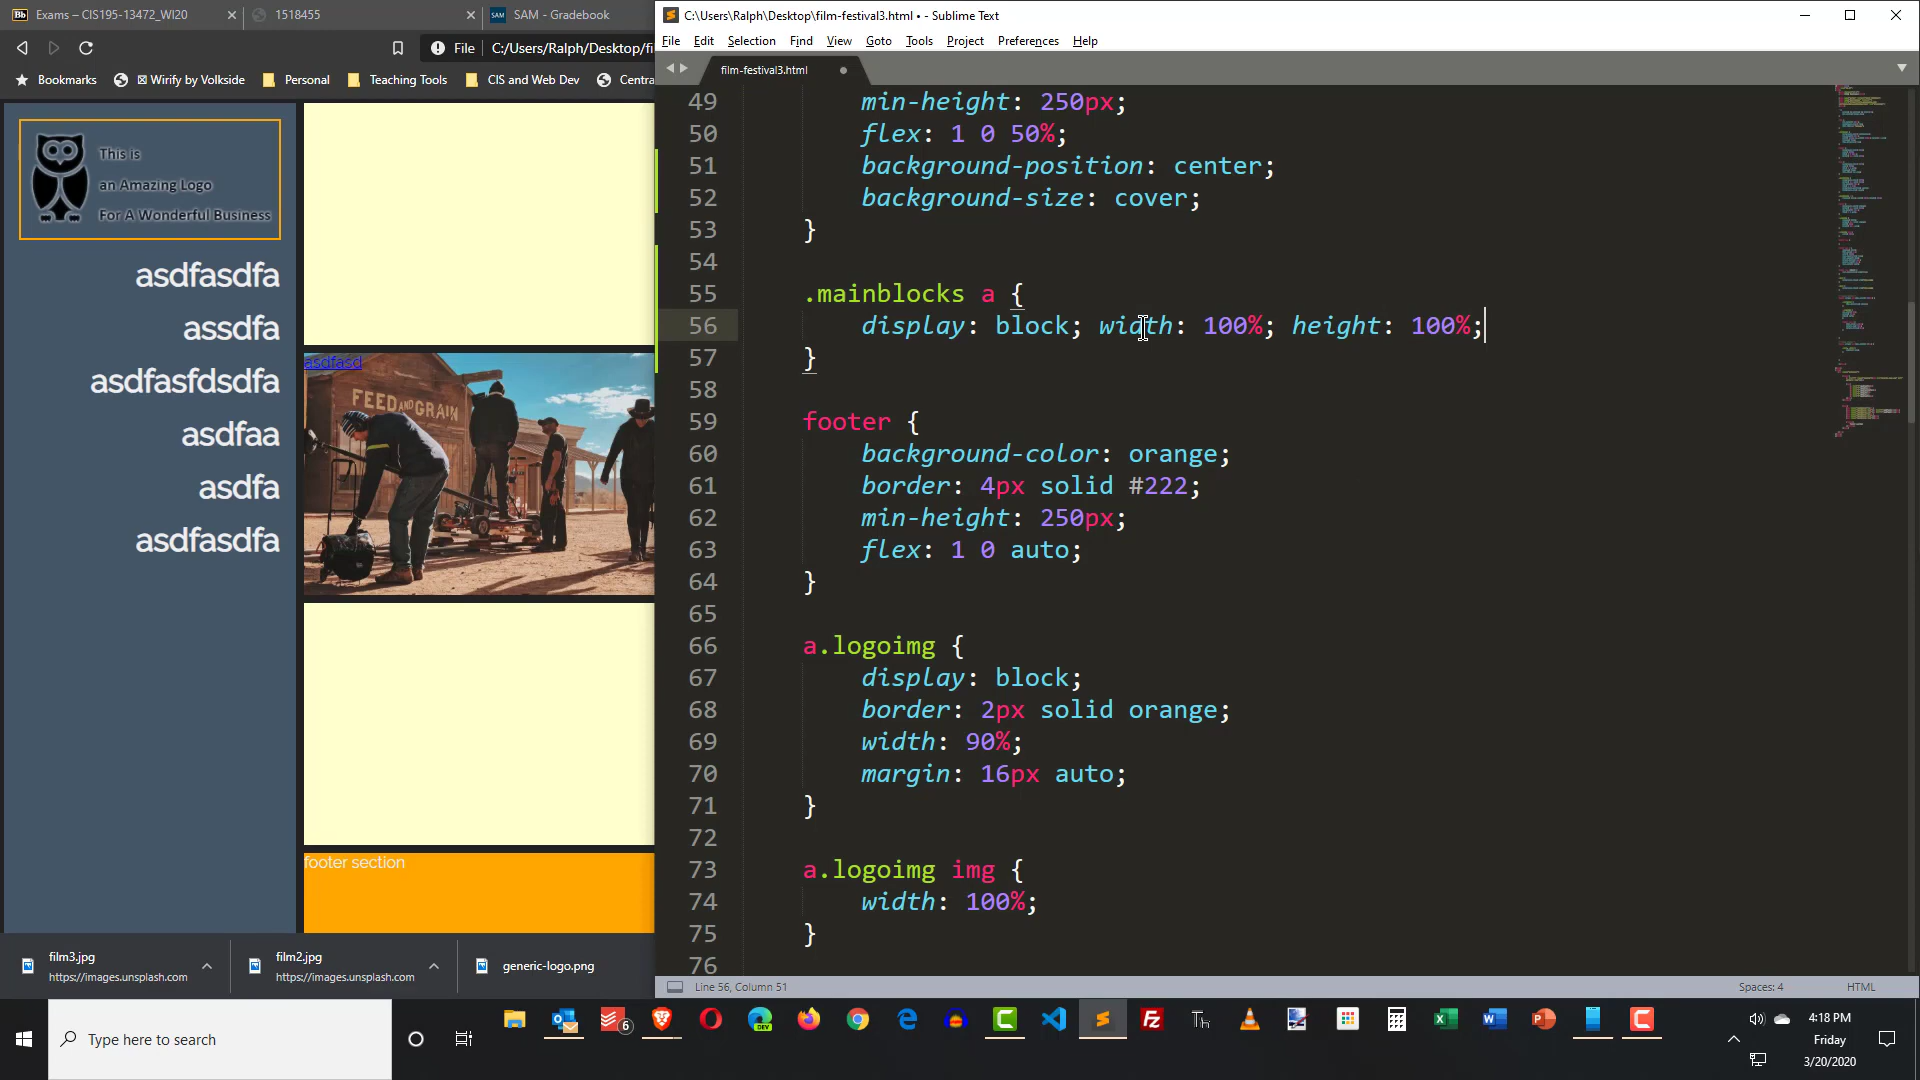 Exams – CIS195-13472_WI20
1518455
SAM - Gradebook
File
C:/Users/Ralph/Desktop/fi
Bookmarks
Wirify by Volkside
Personal
Teaching Tools
CIS and Web Dev
Centra
This is
an Amazing Logo
For A Wonderful Business
asdfasdfa
assdfa
asdfasfdsdfa
asdfaa
asdfa
asdfasdfa
asdfasd
FEED AND GRAIN
footer section
film3.jpg
https://images.unsplash.com
film2.jpg
https://images.unsplash.com
generic-logo.png
C:\Users\Ralph\Desktop\film-festival3.html • - Sublime Text
File Edit Selection Find View Goto Tools Project Preferences Help
film-festival3.html
49 min-height: 250px;
50 flex: 1 0 50%;
51 background-position: center;
52 background-size: cover;
53 }
54
55 .mainblocks a {
56 display: block; width: 100%; height: 100%;
57 }
58
59 footer {
60 background-color: orange;
61 border: 4px solid #222;
62 min-height: 250px;
63 flex: 1 0 auto;
64 }
65
66 a.logoimg {
67 display: block;
68 border: 2px solid orange;
69 width: 90%;
70 margin: 16px auto;
71 }
72
73 a.logoimg img {
74 width: 100%;
75 }
76
Line 56, Column 51
Spaces: 4
HTML
Type here to search
6
4:18 PM
Friday
3/20/2020